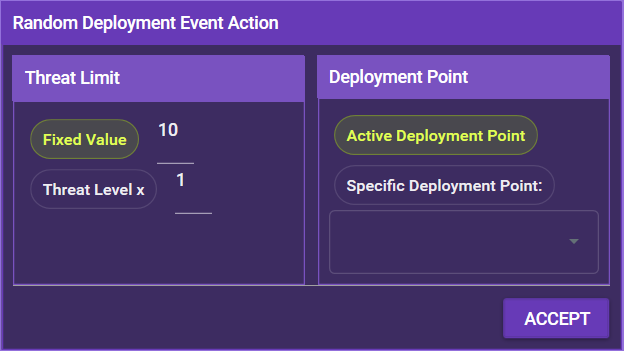 Random Deployment Event Action
Threat Limit
Fixed Value 10
Threat Level x 1
Deployment Point
Active Deployment Point
Specific Deployment Point:
ACCEPT